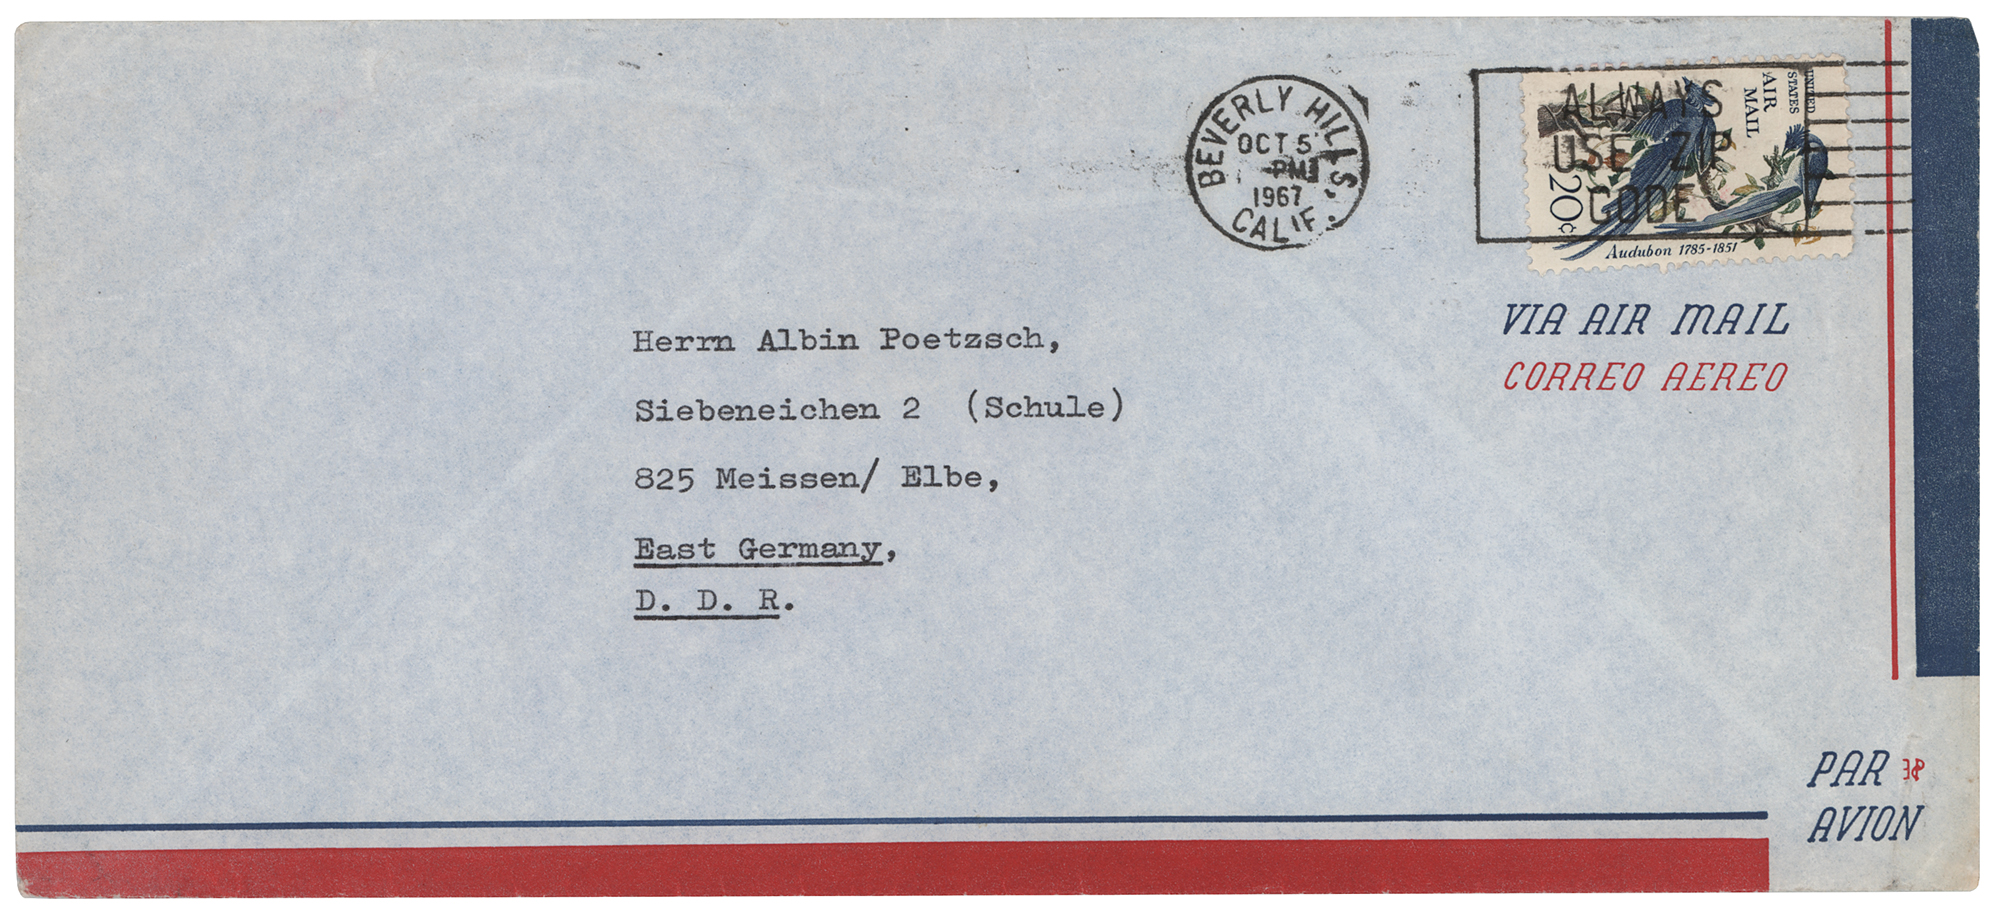 BEVERLY HILLS, CALIF.
OCT 5
PM
1967
ALWAYS
USE ZIP
CODE
UNITED
STATES
AIR
MAIL
20c
Audubon 1785-1851
VIA AIR MAIL
CORREO AEREO
Herrn Albin Poetzsch,
Siebeneichen 2 (Schule)
825 Meissen/ Elbe,
East Germany,
D. D. R.
PAR
AVION